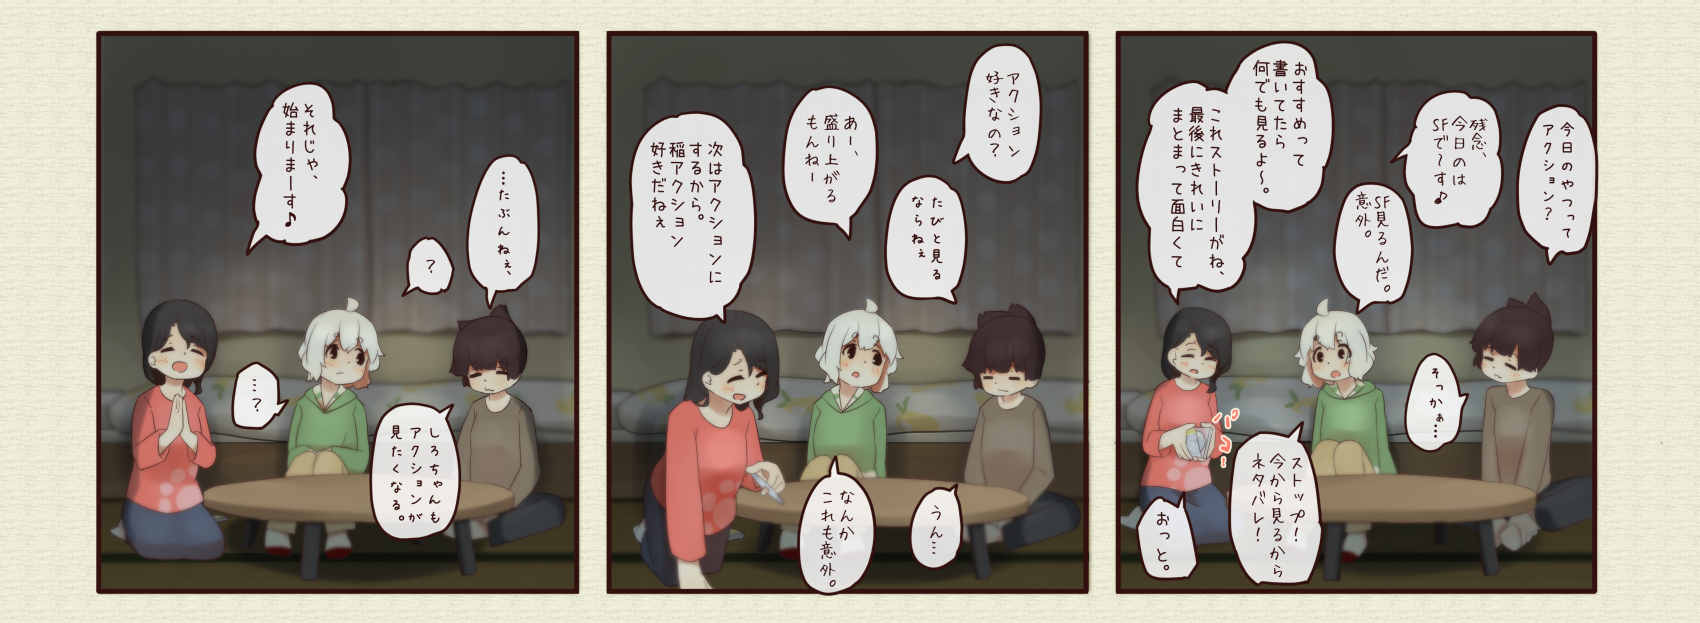 今日のやつって
アクション？
残念、
今日のは
SFで〜す♪
SF見るんだ。
意外。
おすすめって
書いてたら
何でも見るよ〜。
これストーリーがね、
最後にきれいに
まとまって面白くて
そっかぁ…
ストップ！
今から見るから
ネタバレ！
おっと。
アクション
好きなの？
あー、
盛り上がる
もんねー
たびと見る
ならねぇ
次はアクションに
するから。
稲アクション
好きだねぇ
うん…
なんか
これも意外。
それじゃ、
始まりまーす♪
…たぶんねぇ、
？
しろちゃんも
アクションが
見たくなる。
…？